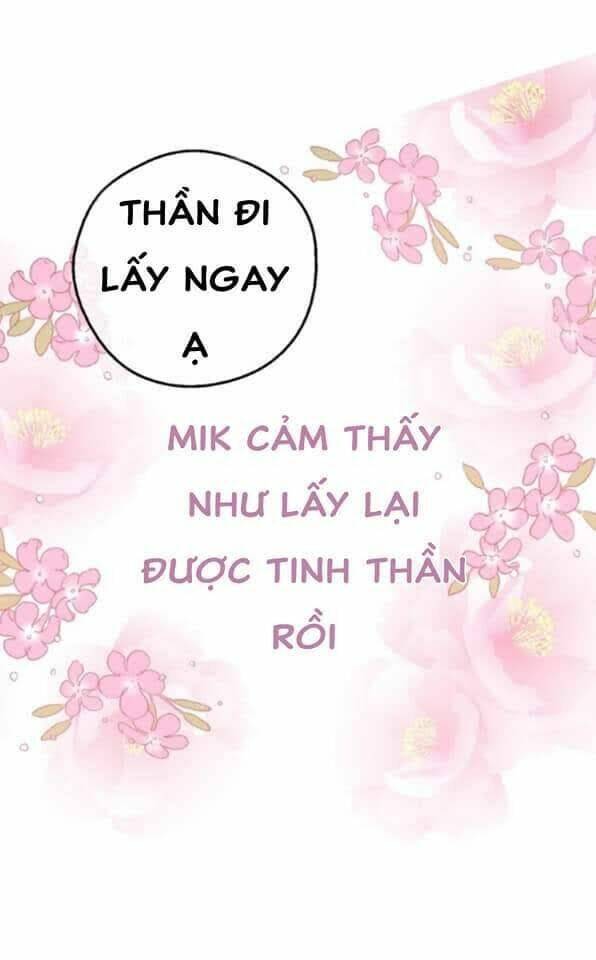 THẦN ĐI
LẤY NGAY
Ạ
MIK CẢM THẤY
NHƯ LẤY LẠI
ĐƯỢC TINH THẦN
RỒI